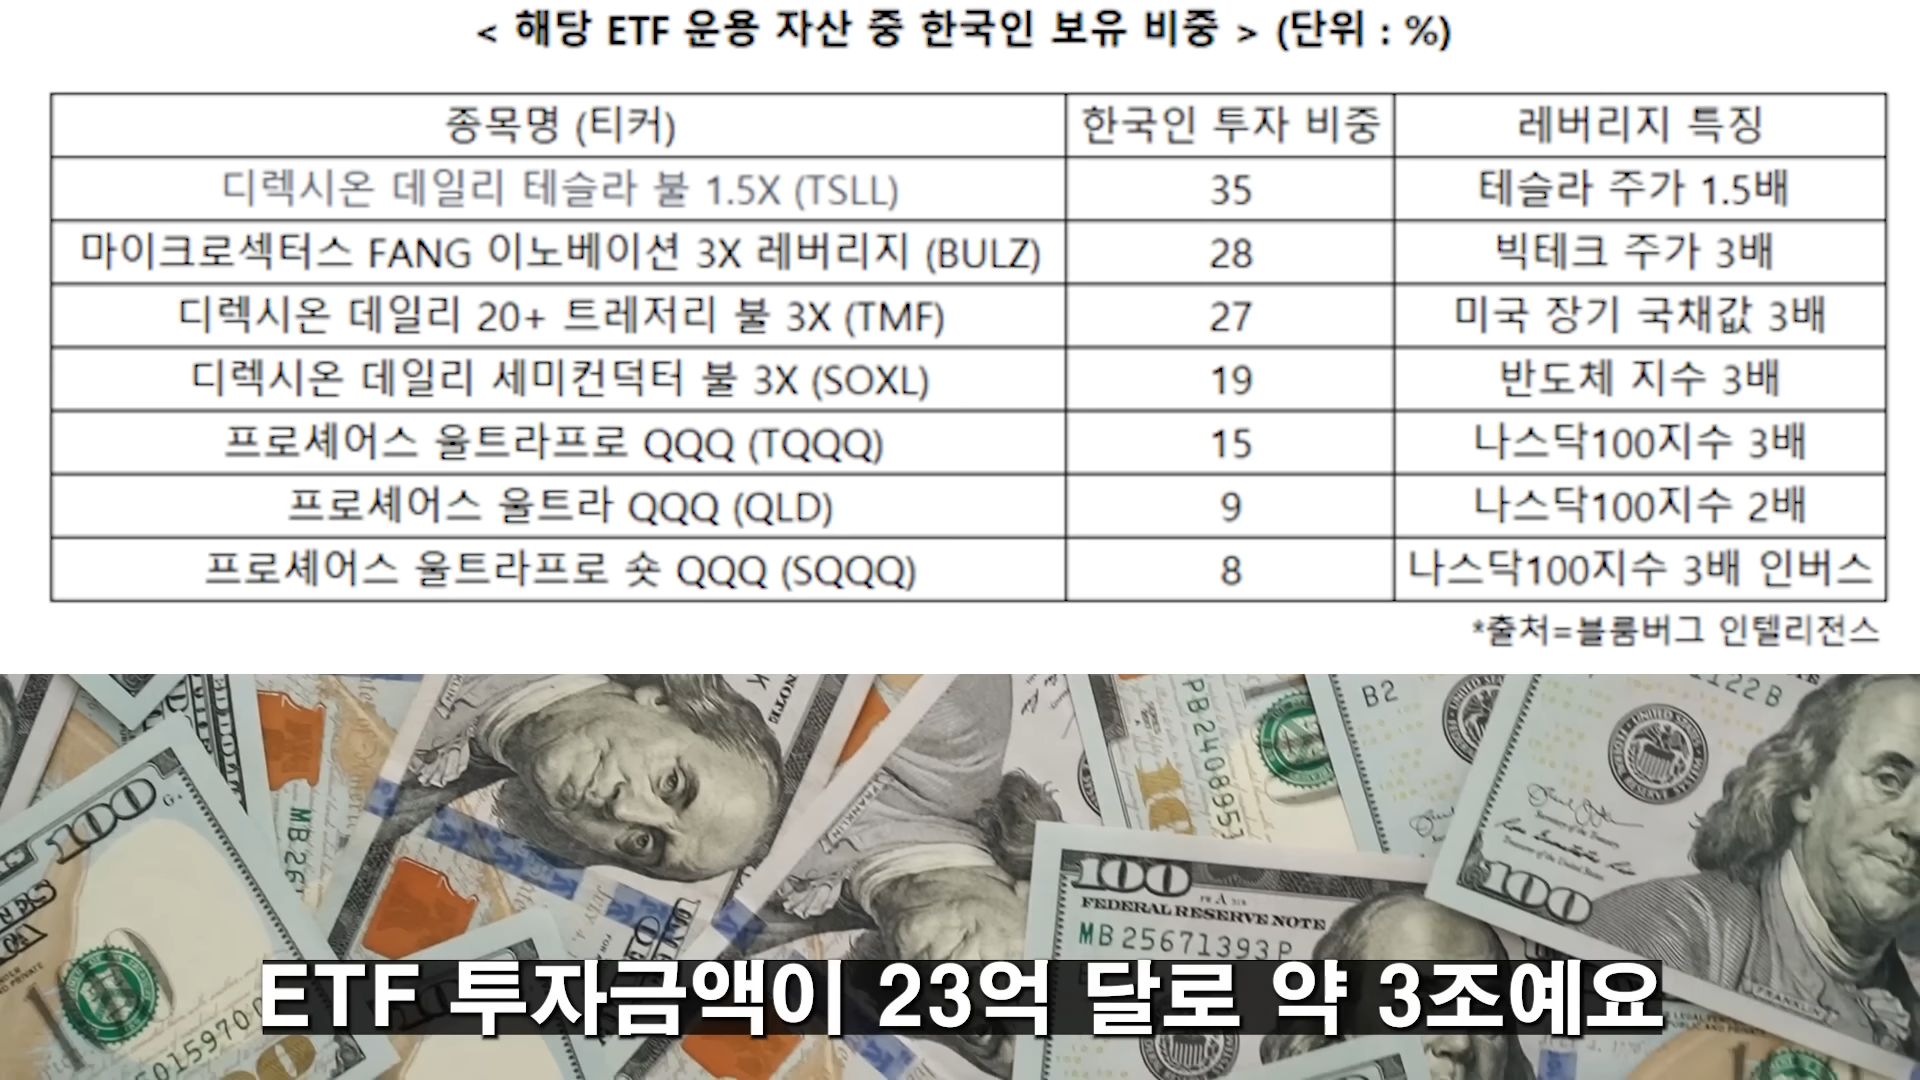 < 해당 ETF 운용 자산 중 한국인 보유 비중 > (단위 : %)
종목명 (티커) 한국인 투자 비중 레버리지 특징
디렉시온 데일리 테슬라 불 1.5X (TSLL) 35 테슬라 주가 1.5배
마이크로섹터스 FANG 이노베이션 3X 레버리지 (BULZ) 28 빅테크 주가 3배
디렉시온 데일리 20+ 트레저리 불 3X (TMF) 27 미국 장기 국채값 3배
디렉시온 데일리 세미컨덕터 불 3X (SOXL) 19 반도체 지수 3배
프로셰어스 울트라프로 QQQ (TQQQ) 15 나스닥100지수 3배
프로셰어스 울트라 QQQ (QLD) 9 나스닥100지수 2배
프로셰어스 울트라프로 숏 QQQ (SQQQ) 8 나스닥100지수 3배 인버스
*출처=블룸버그 인텔리전스
B2
100
100
FEDERAL RESERVE NOTE
MB 25671393 P
100
ETF 투자금액이 23억 달로 약 3조예요